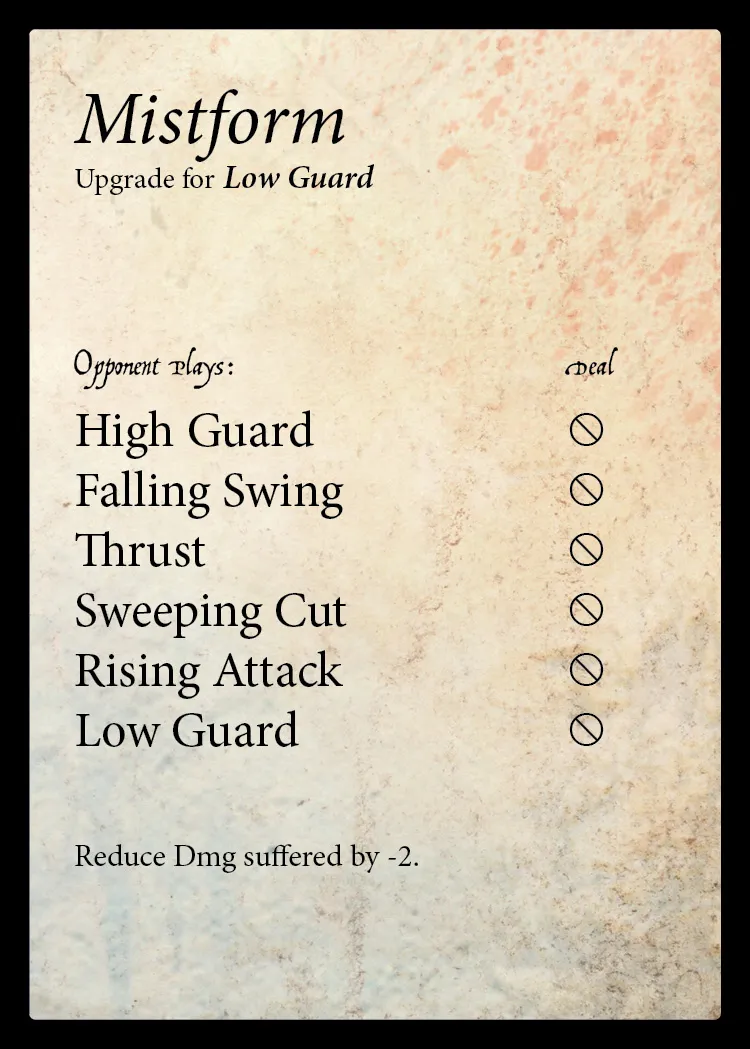 Mistform
Upgrade for Low Guard
Opponent Plays: Deal
High Guard
Falling Swing
Thrust
Sweeping Cut
Rising Attack
Low Guard
Reduce Dmg suffered by -2.